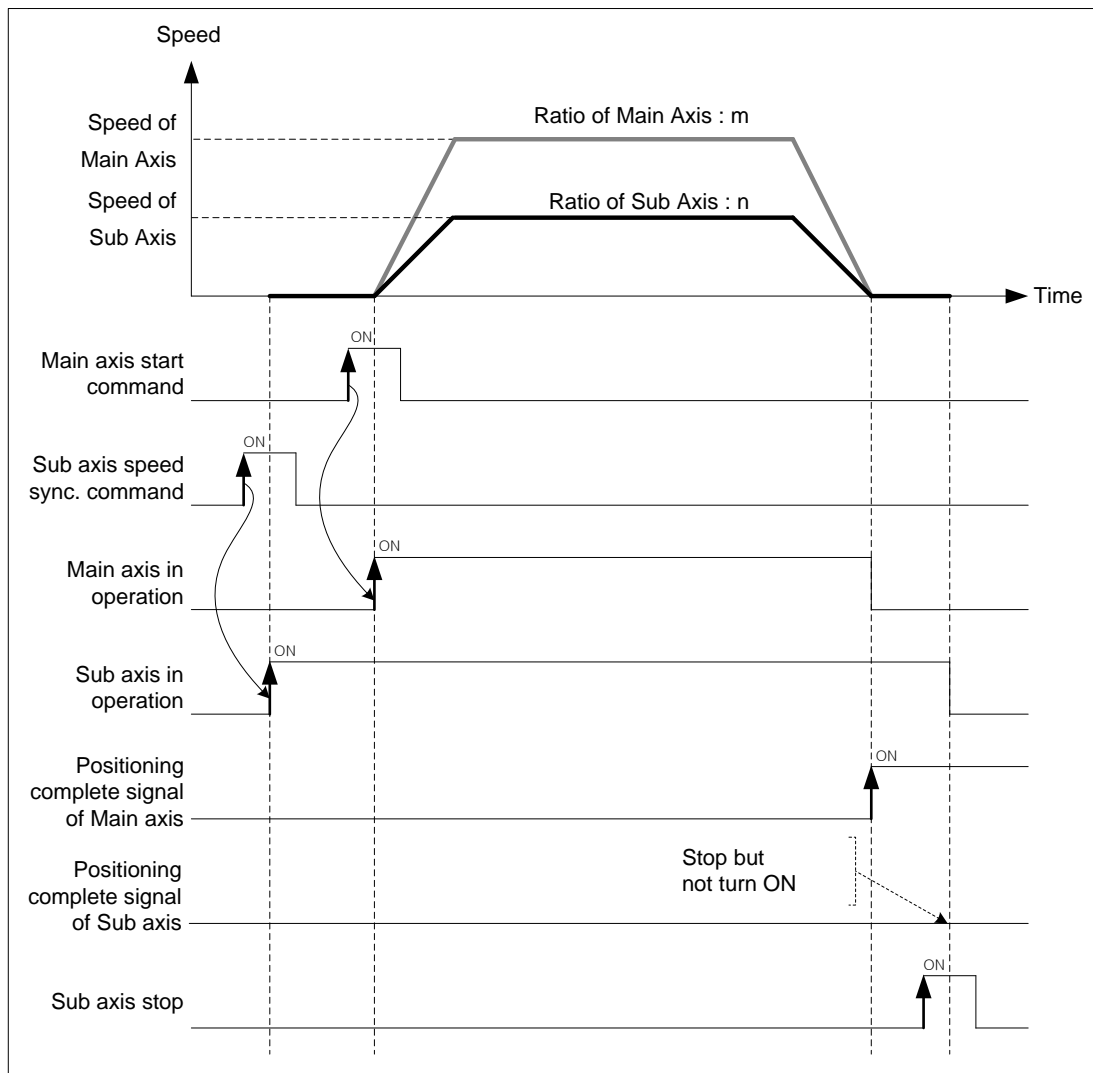 Speed
Speed of
Main Axis
Ratio of Main Axis : m
Speed of
Sub Axis
Ratio of Sub Axis : n
Time
ON
Main axis start
command
ON
Sub axis speed
sync. command
ON
Main axis in
operation
ON
Sub axis in
operation
ON
Positioning
complete signal
of Main axis
Stop but
not turn ON
Positioning
complete signal
of Sub axis
ON
Sub axis stop